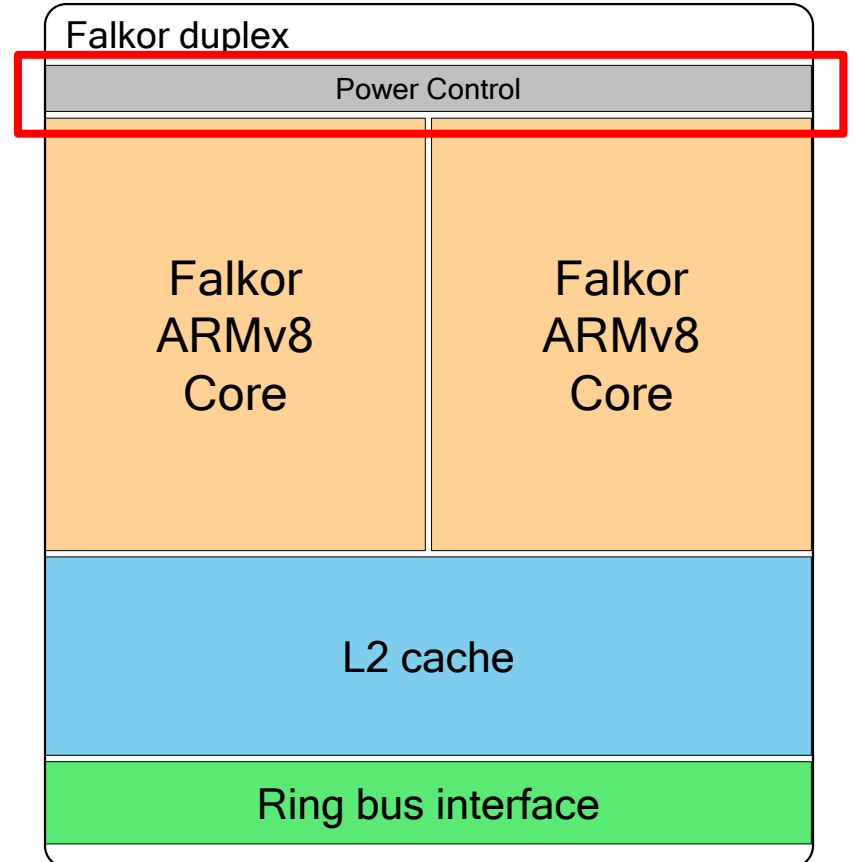 Falkor duplex
Power Control
Falkor
ARMv8
Core
Falkor
ARMv8
Core
L2 cache
Ring bus interface